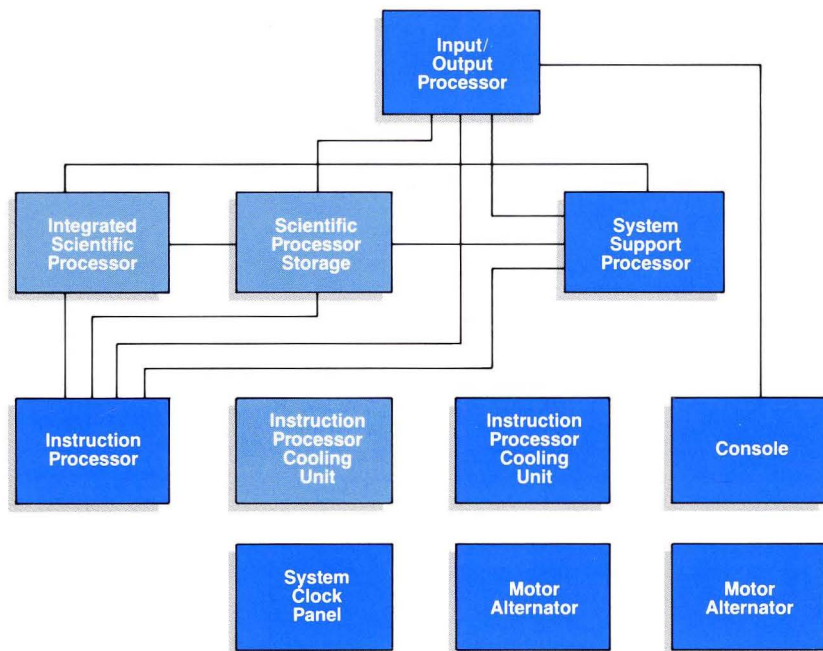 Input/
Output
Processor
Integrated
Scientific
Processor
Scientific
Processor
Storage
System
Support
Processor
Instruction
Processor
Instruction
Processor
Cooling
Unit
Instruction
Processor
Cooling
Unit
Console
System
Clock
Panel
Motor
Alternator
Motor
Alternator